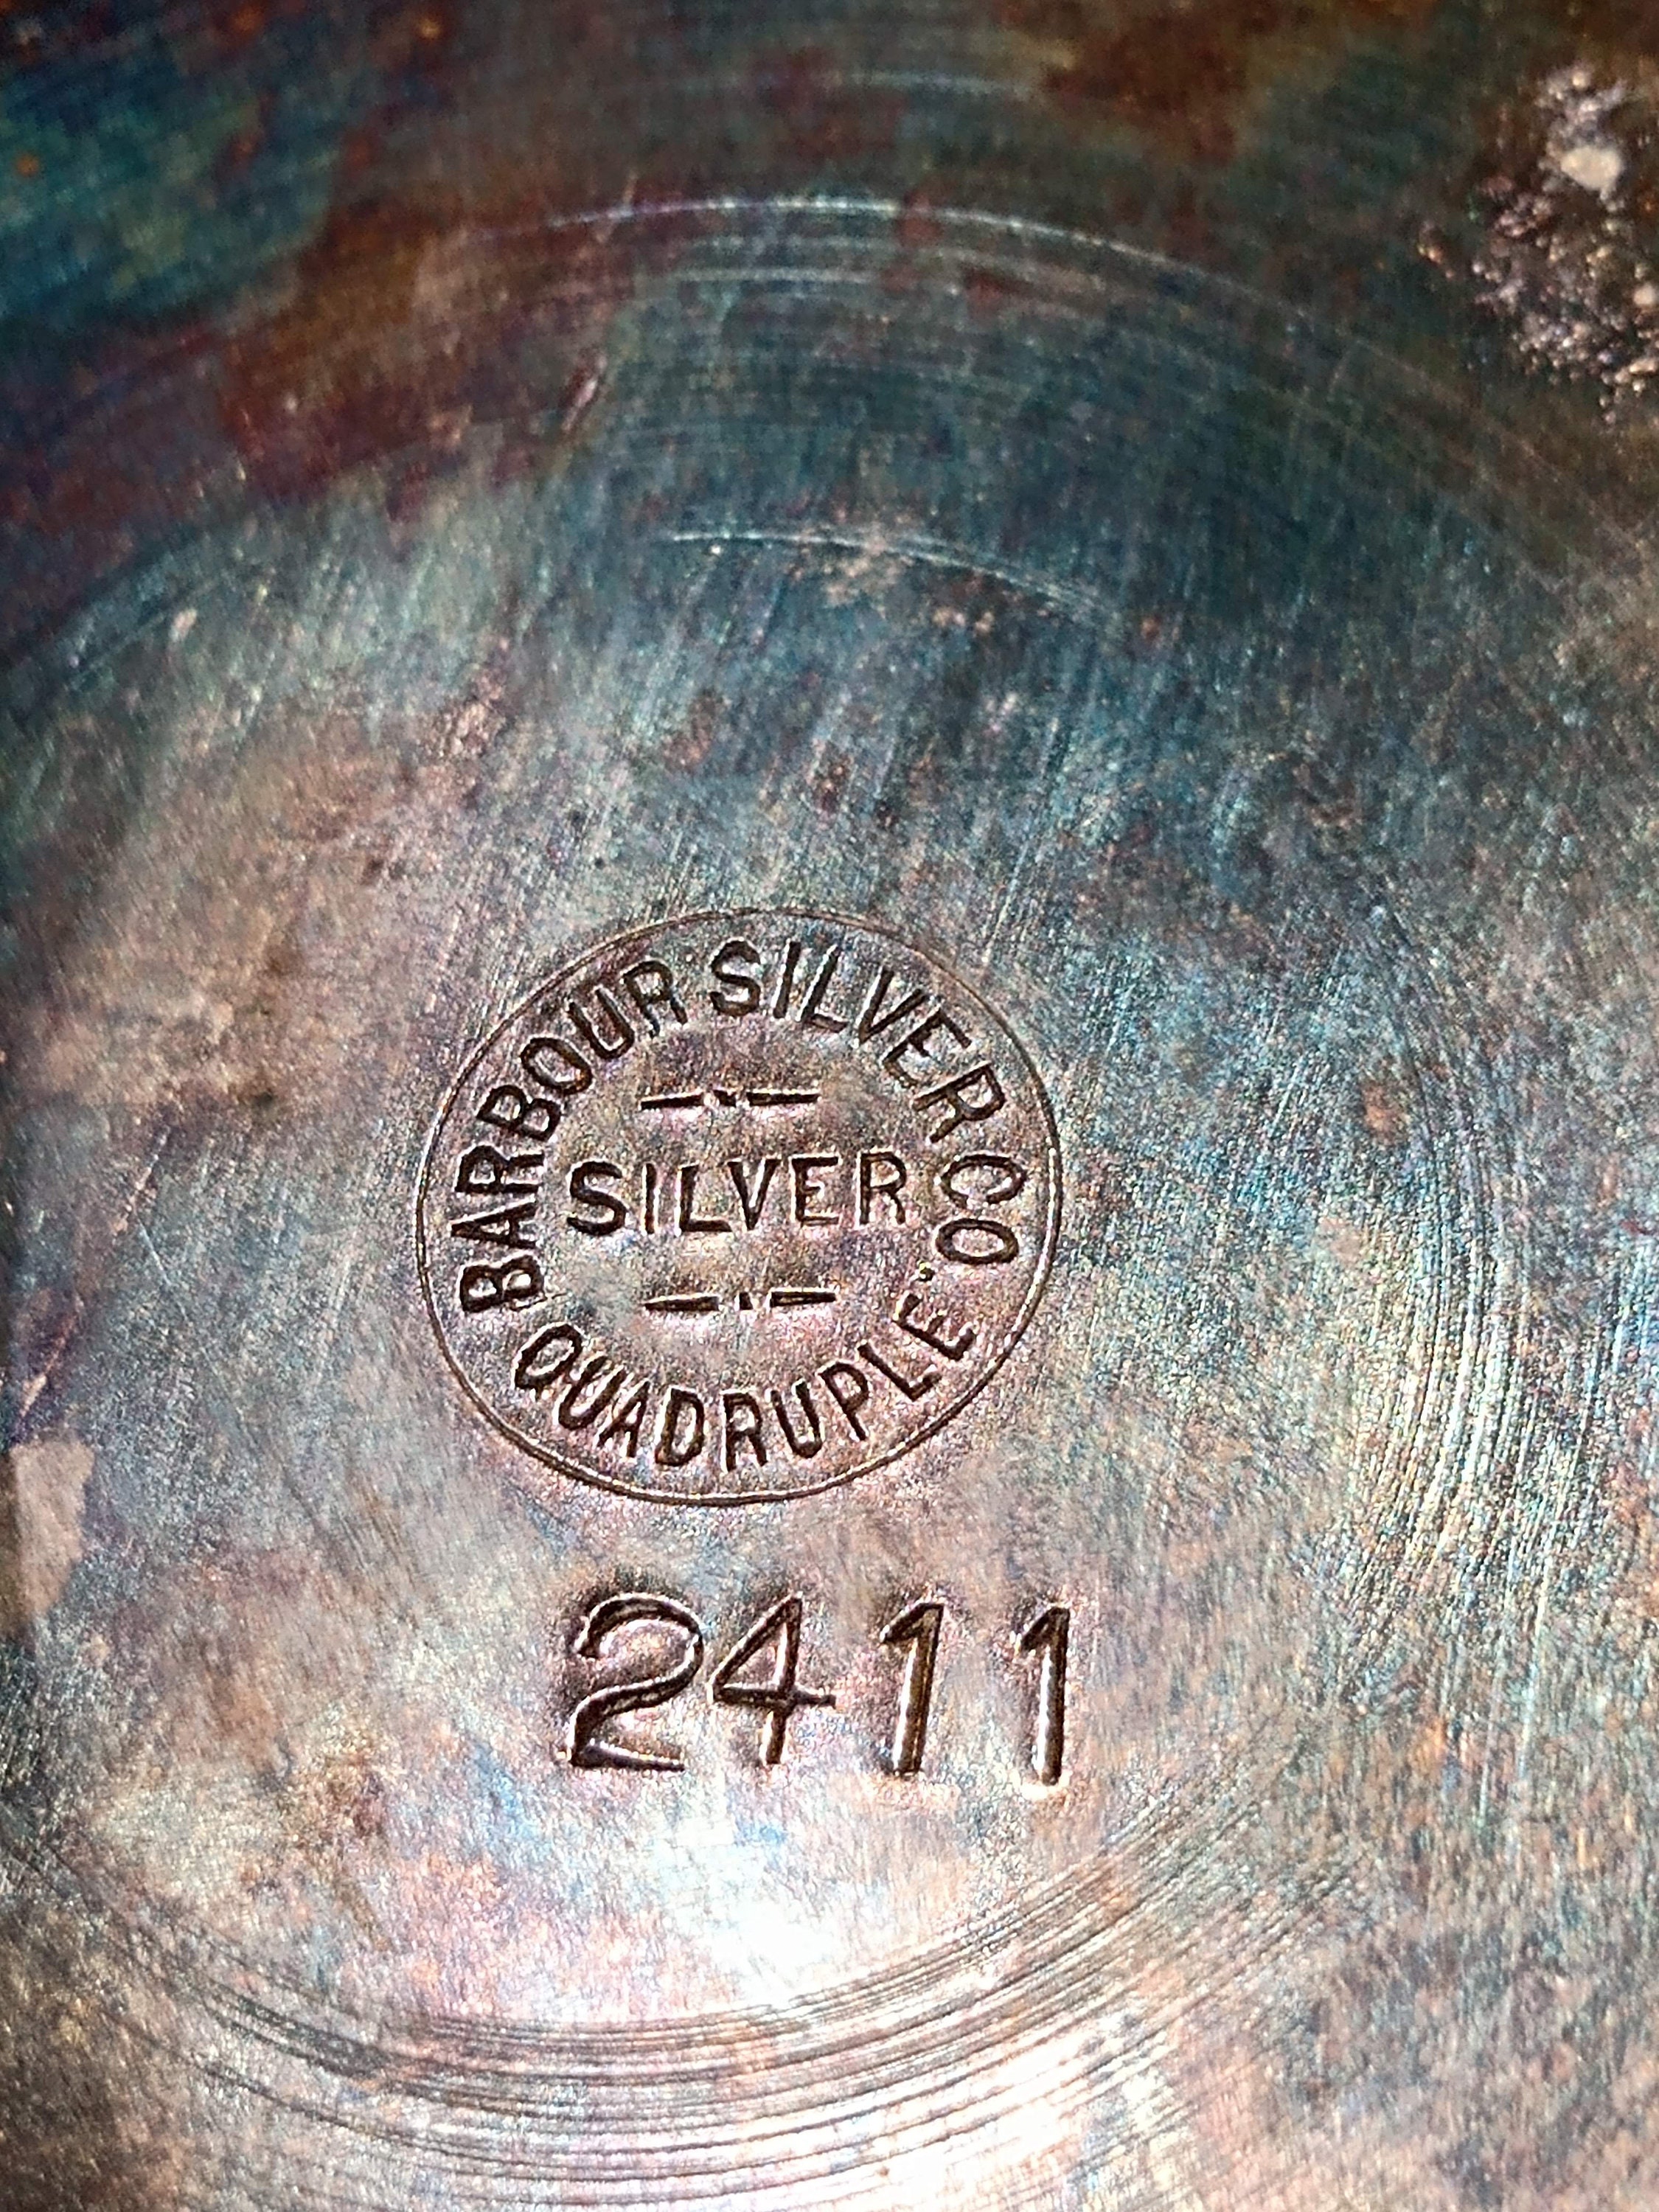 BARBOUR SILVER CO.
SILVER
QUADRUPLE
2411